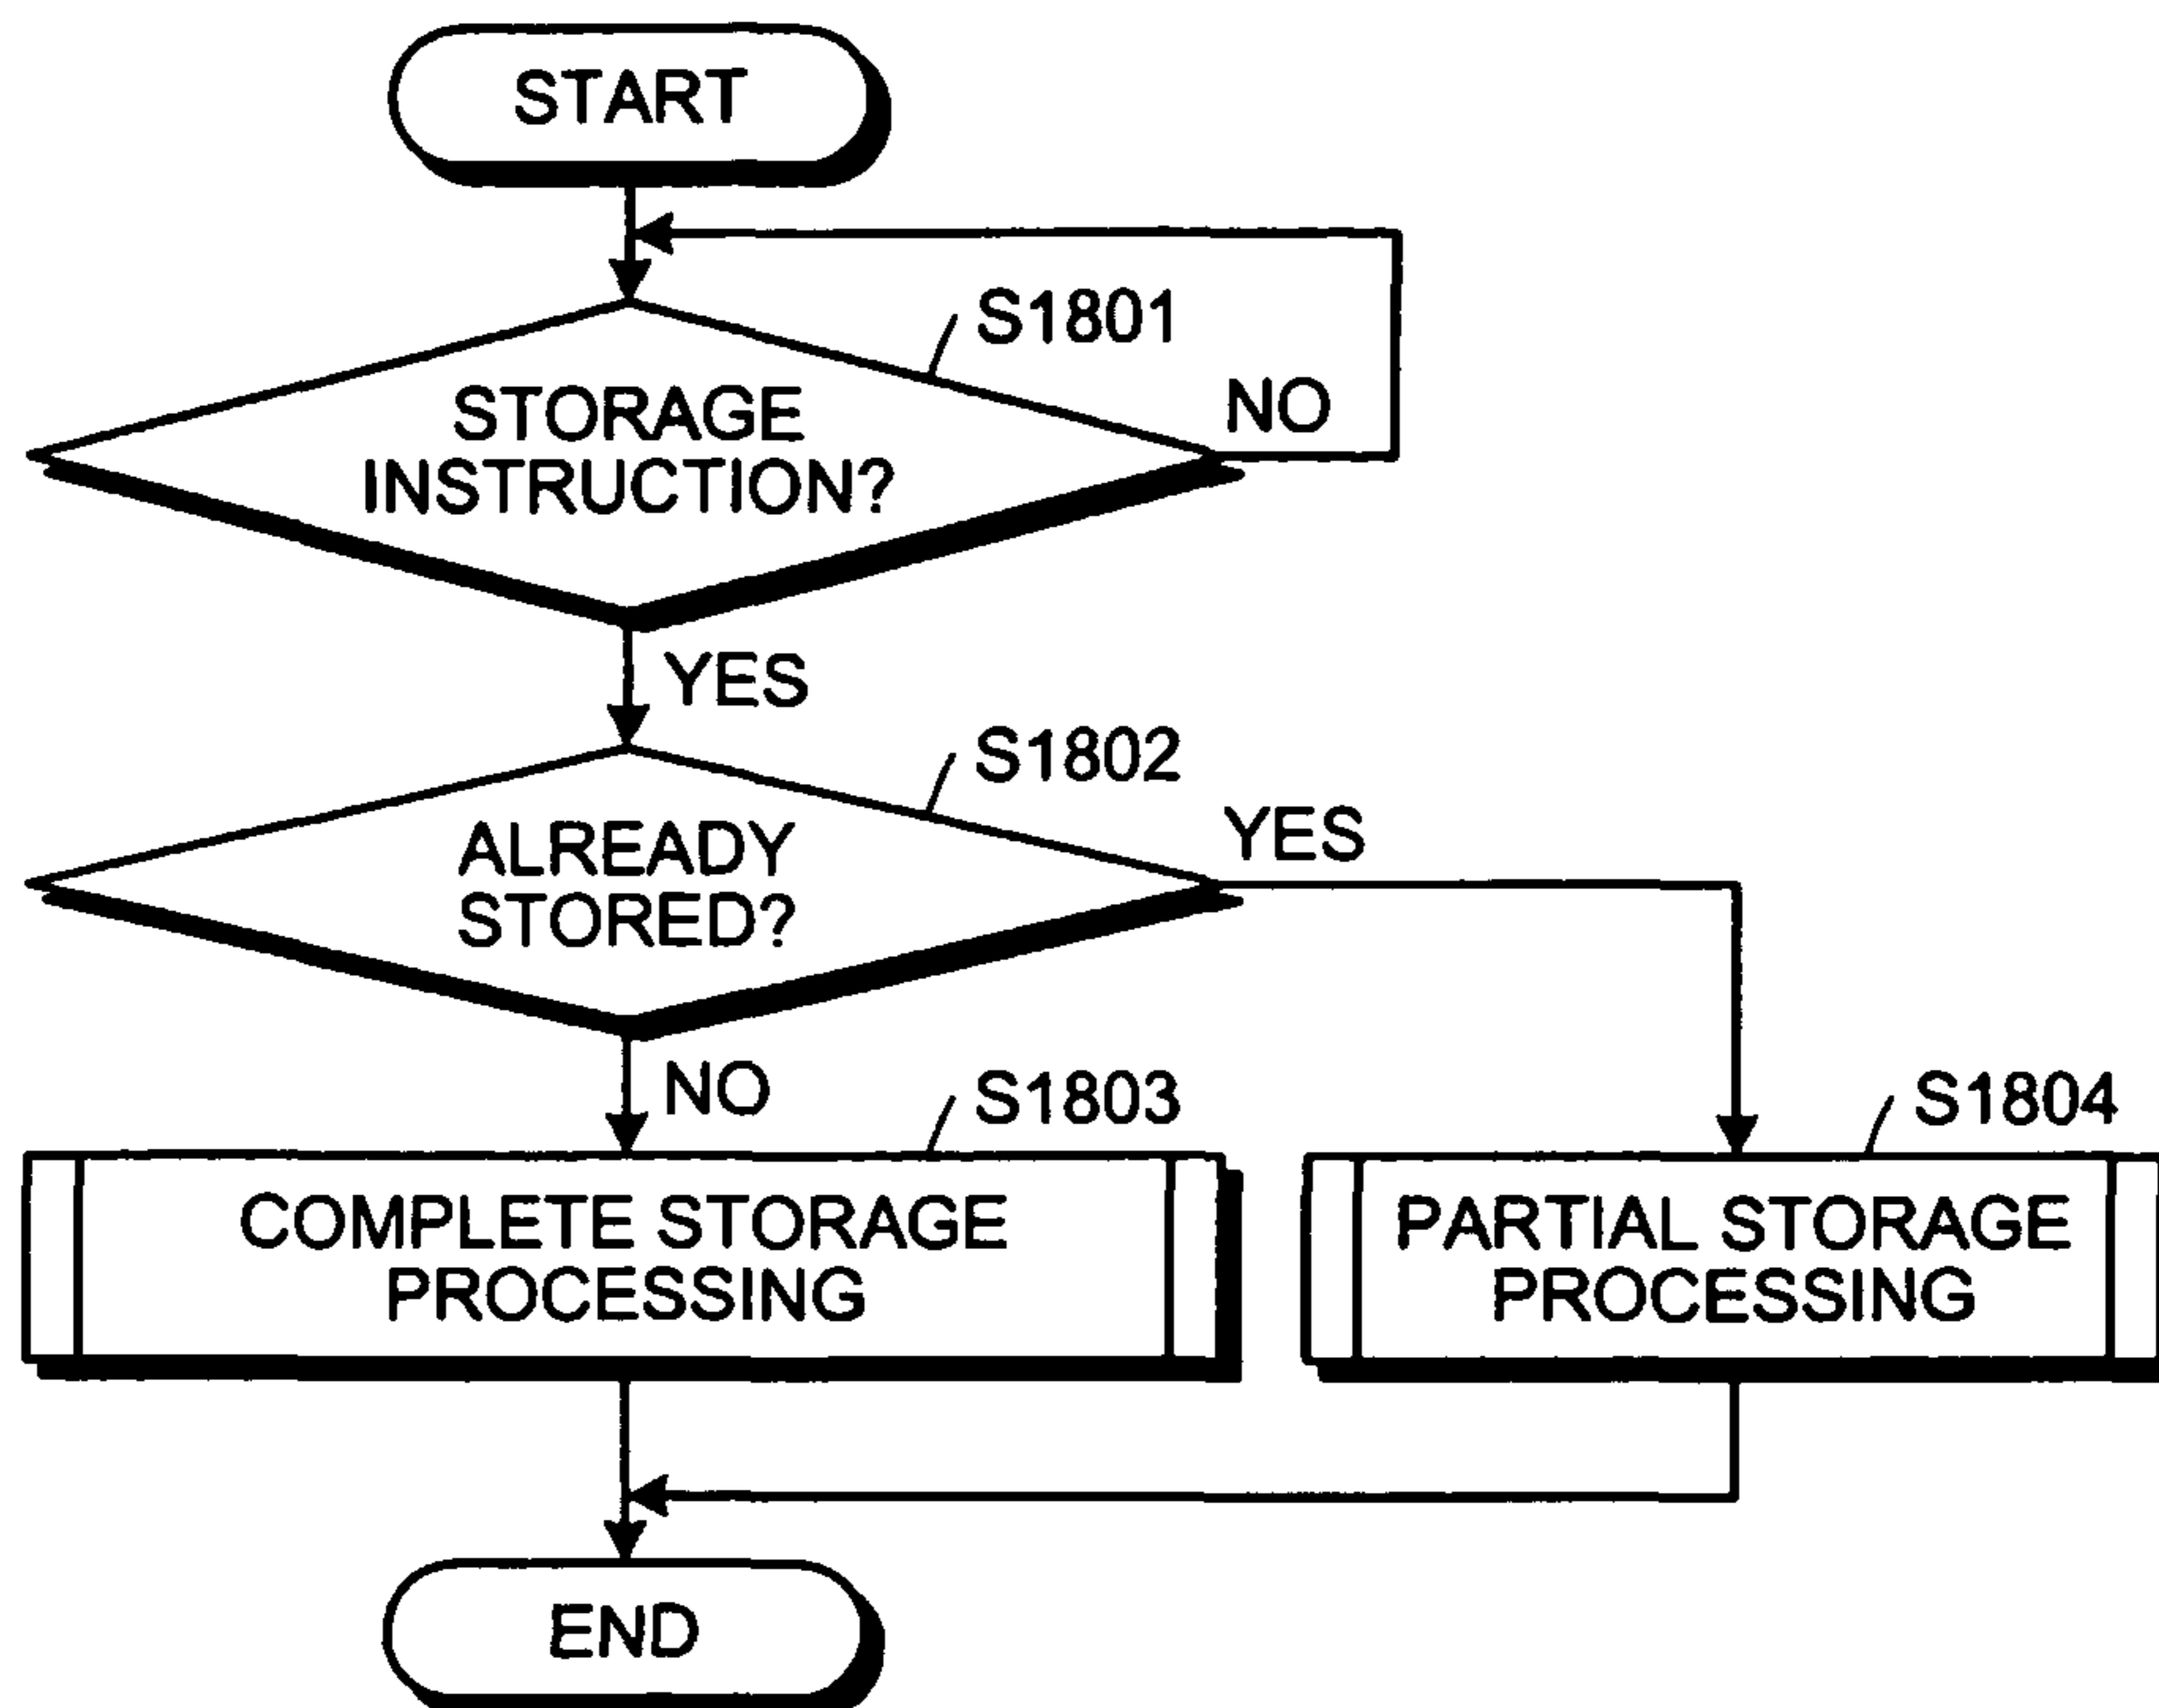 START
S1801
STORAGE
INSTRUCTION?
NO
YES
S1802
ALREADY
STORED?
YES
NO
S1803
S1804
COMPLETE STORAGE
PROCESSING
PARTIAL STORAGE
PROCESSING
END